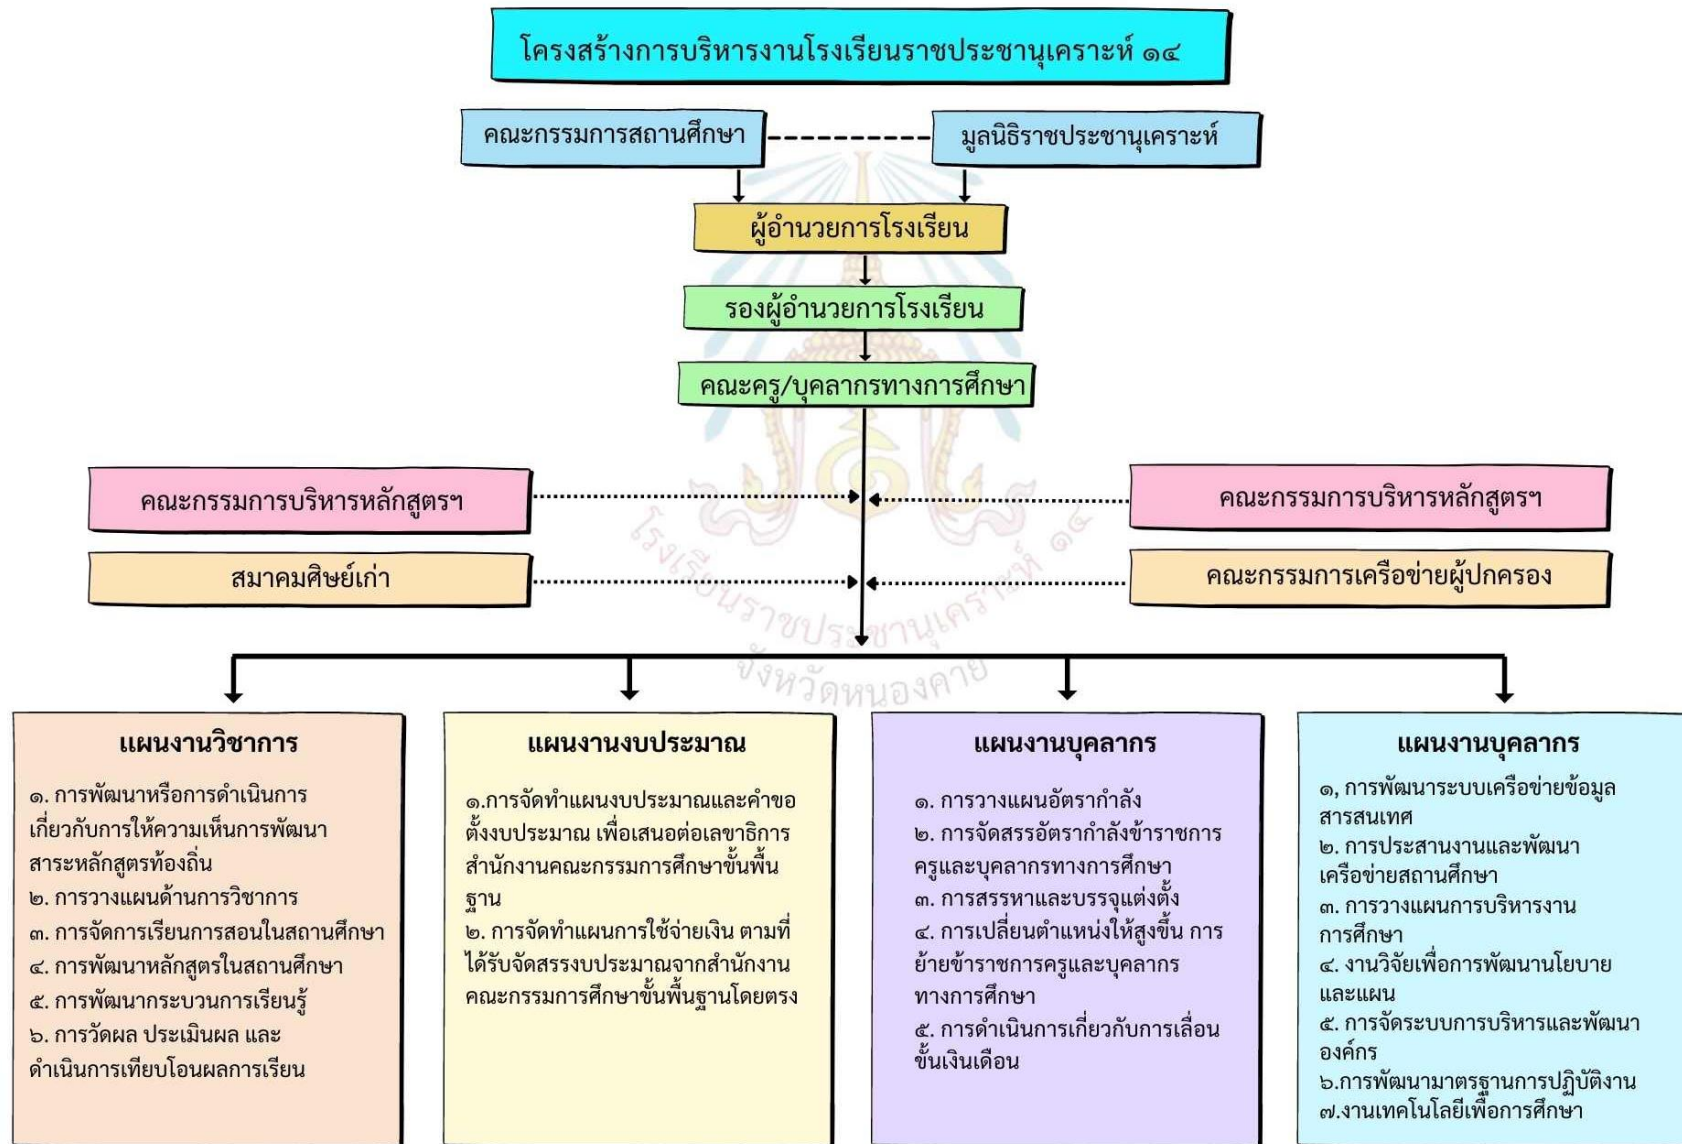 โครงสร้างการบริหารงานโรงเรียนราชประชานุเคราะห์ ๑๔
คณะกรรมการสถานศึกษา
มูลนิธิราชประชานุเคราะห์
ผู้อำนวยการโรงเรียน
รองผู้อำนวยการโรงเรียน
คณะครู/บุคลากรทางการศึกษา
คณะกรรมการบริหารหลักสูตรฯ
คณะกรรมการบริหารหลักสูตรฯ
สมาคมศิษย์เก่า
คณะกรรมการเครือข่ายผู้ปกครอง
โรงเรียนราชประชานุเคราะห์ ๑๔
จังหวัดหนองคาย
แผนงานวิชาการ
๑. การพัฒนาหรือการดำเนินการ
เกี่ยวกับการให้ความเห็นการพัฒนา
สาระหลักสูตรท้องถิ่น
๒. การวางแผนด้านการวิชาการ
๓. การจัดการเรียนการสอนในสถานศึกษา
๔. การพัฒนาหลักสูตรในสถานศึกษา
๕. การพัฒนากระบวนการเรียนรู้
๖. การวัดผล ประเมินผล และ
ดำเนินการเทียบโอนผลการเรียน
แผนงานงบประมาณ
๑.การจัดทำแผนงบประมาณและคำขอ
ตั้งงบประมาณ เพื่อเสนอต่อเลขาธิการ
สำนักงานคณะกรรมการศึกษาขั้นพื้น
ฐาน
๒. การจัดทำแผนการใช้จ่ายเงิน ตามที่
ได้รับจัดสรรงบประมาณจากสำนักงาน
คณะกรรมการศึกษาขั้นพื้นฐานโดยตรง
แผนงานบุคลากร
๑. การวางแผนอัตรากำลัง
๒. การจัดสรรอัตรากำลังข้าราชการ
ครูและบุคลากรทางการศึกษา
๓. การสรรหาและบรรจุแต่งตั้ง
๔. การเปลี่ยนตำแหน่งให้สูงขึ้น การ
ย้ายข้าราชการครูและบุคลากร
ทางการศึกษา
๕. การดำเนินการเกี่ยวกับการเลื่อน
ขั้นเงินเดือน
แผนงานบุคลากร
๑, การพัฒนาระบบเครือข่ายข้อมูล
สารสนเทศ
๒. การประสานงานและพัฒนา
เครือข่ายสถานศึกษา
๓. การวางแผนการบริหารงาน
การศึกษา
๔. งานวิจัยเพื่อการพัฒนานโยบาย
และแผน
๕. การจัดระบบการบริหารและพัฒนา
องค์กร
๖.การพัฒนามาตรฐานการปฏิบัติงาน
๗.งานเทคโนโลยีเพื่อการศึกษา